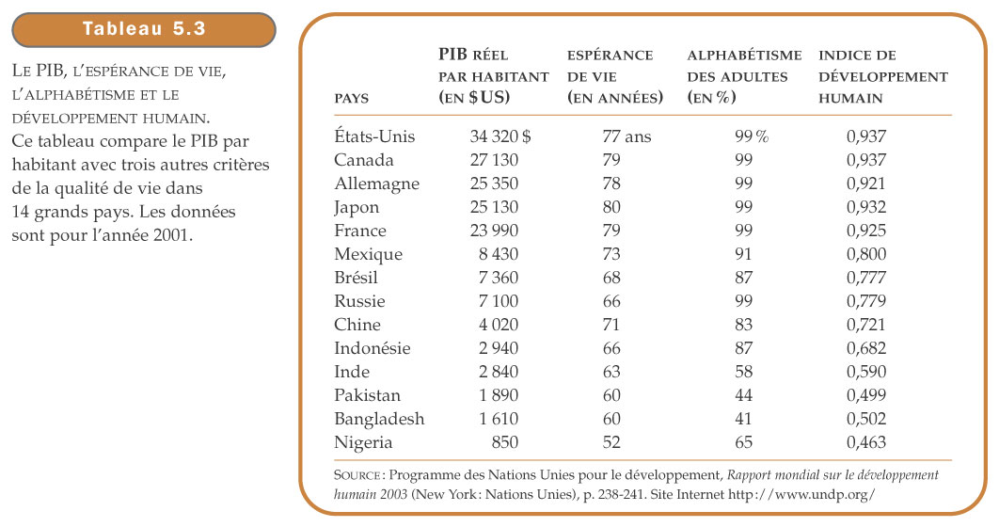 Tableau 5.3
LE PIB, L'ESPÉRANCE DE VIE,
L'ALPHABÉTISME ET LE
DÉVELOPPEMENT HUMAIN.
Ce tableau compare le PIB par
habitant avec trois autres critères
de la qualité de vie dans
14 grands pays. Les données
sont pour l'année 2001.
PIB RÉEL ESPÉRANCE ALPHABÉTISME INDICE DE
PAR HABITANT DE VIE DES ADULTES DÉVELOPPEMENT
PAYS (EN $ US) (EN ANNÉES) (EN %) HUMAIN
États-Unis 34 320 $ 77 ans 99 % 0,937
Canada 27 130 79 99 0,937
Allemagne 25 350 78 99 0,921
Japon 25 130 80 99 0,932
France 23 990 79 99 0,925
Mexique 8 430 73 91 0,800
Brésil 7 360 68 87 0,777
Russie 7 100 66 99 0,779
Chine 4 020 71 83 0,721
Indonésie 2 940 66 87 0,682
Inde 2 840 63 58 0,590
Pakistan 1 890 60 44 0,499
Bangladesh 1 610 60 41 0,502
Nigeria 850 52 65 0,463
SOURCE : Programme des Nations Unies pour le développement, Rapport mondial sur le développement
humain 2003 (New York : Nations Unies), p. 238-241. Site Internet http://www.undp.org/